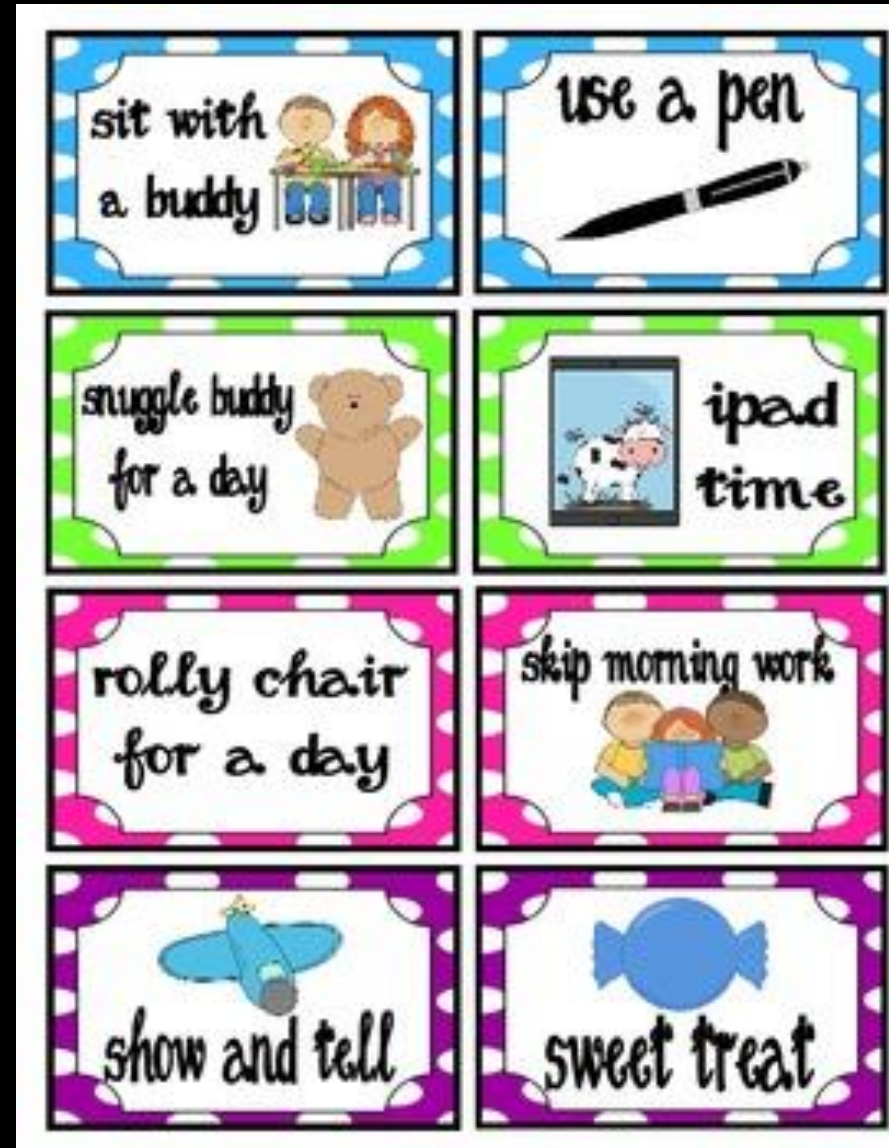 sit with
a buddy
use a pen
snuggle buddy
for a day
ipad
time
rolly chair
for a day
skip morning work
show and tell
sweet treat